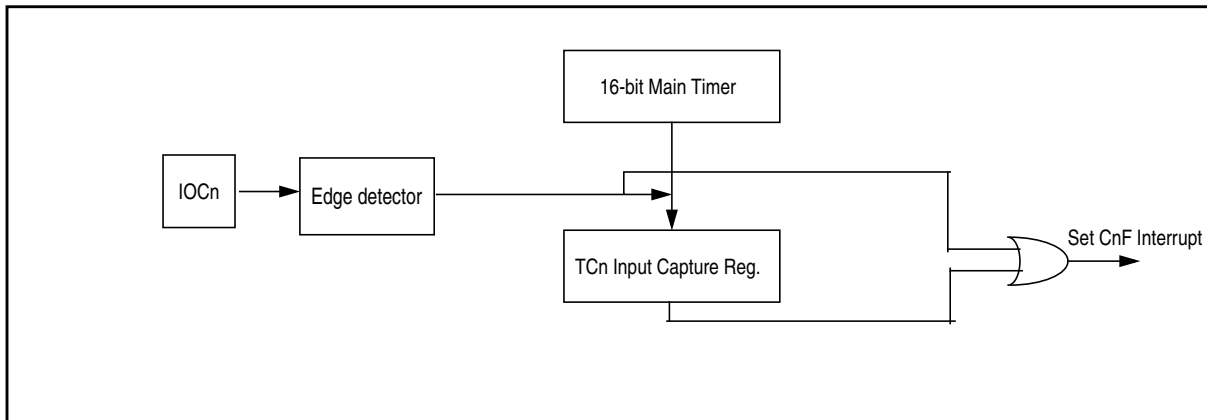 16-bit Main Timer
IOCn
Edge detector
TCn Input Capture Reg.
Set CnF Interrupt